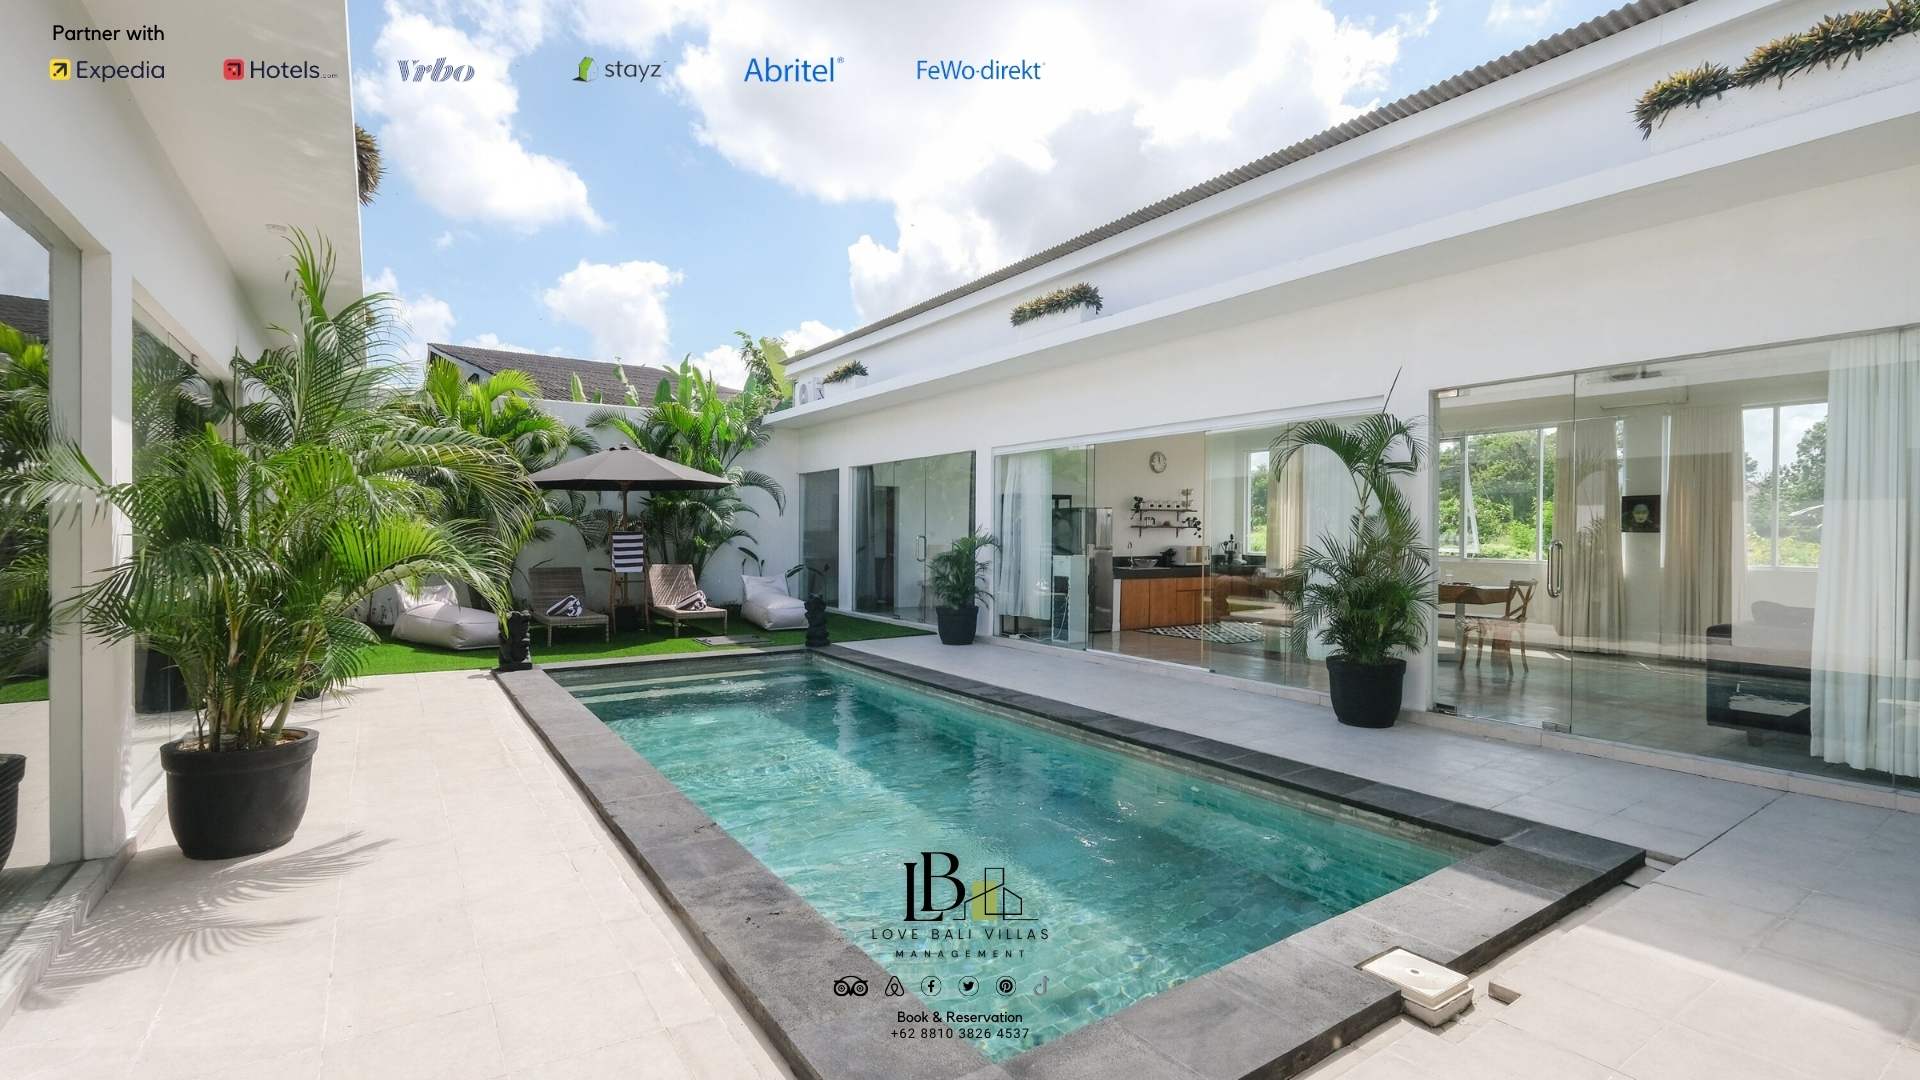 Partner with
Expedia
Hotels.com
Vrbo
stayz
Abritel®
FeWo-direkt
LB
LOVE BALI VILLAS
MANAGEMENT
Book & Reservation
+62 8810 3826 4537